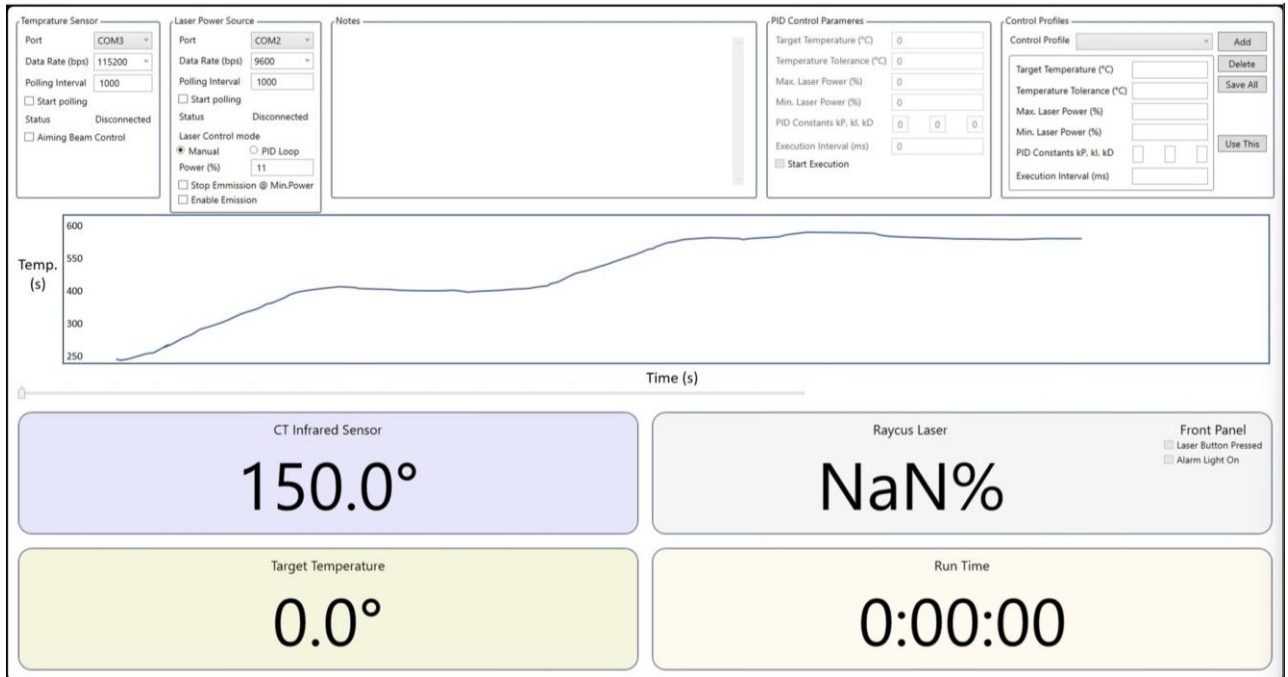 Temprature Sensor
Port COM3
Data Rate (bps) 115200
Polling Interval 1000
Start polling
Status Disconnected
Aiming Beam Control
Laser Power Source
Port COM2
Data Rate (bps) 9600
Polling Interval 1000
Start polling
Status Disconnected
Laser Control mode
Manual PID Loop
Power (%) 11
Stop Emmission @ Min.Power
Enable Emission
Notes
PID Control Parameres
Target Temperature (°C) 0
Temperature Tolerance (°C) 0
Max. Laser Power (%) 0
Min. Laser Power (%) 0
PID Constants kP, kI, kD 0 0 0
Execution Interval (ms) 0
Start Execution
Control Profiles
Control Profile
Add
Delete
Save All
Use This
Target Temperature (°C)
Temperature Tolerance (°C)
Max. Laser Power (%)
Min. Laser Power (%)
PID Constants kP, kI, kD
Execution Interval (ms)
Temp.
(s)
600
550
400
300
250
Time (s)
CT Infrared Sensor
150.0°
Raycus Laser
NaN%
Front Panel
Laser Button Pressed
Alarm Light On
Target Temperature
0.0°
Run Time
0:00:00